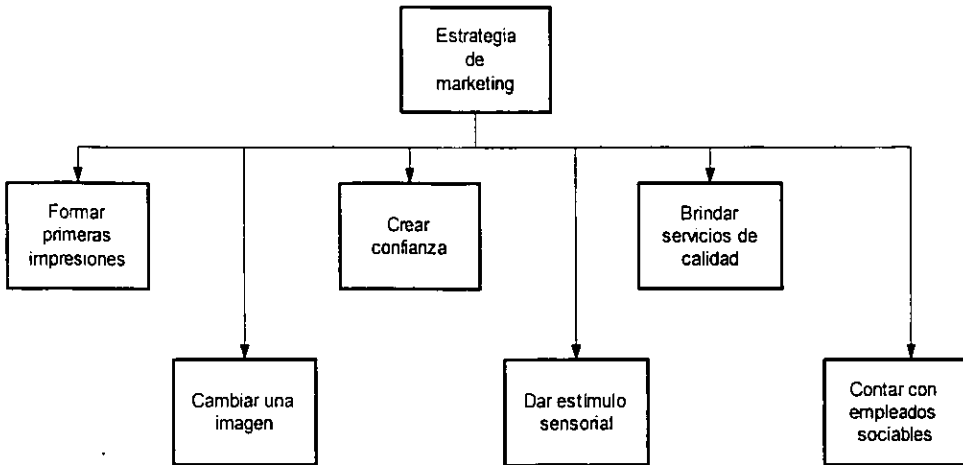 Estrategia
de
marketing
Formar
primeras
impresiones
Crear
confianza
Brindar
servicios de
calidad
Cambiar una
imagen
Dar estímulo
sensorial
Contar con
empleados
sociables